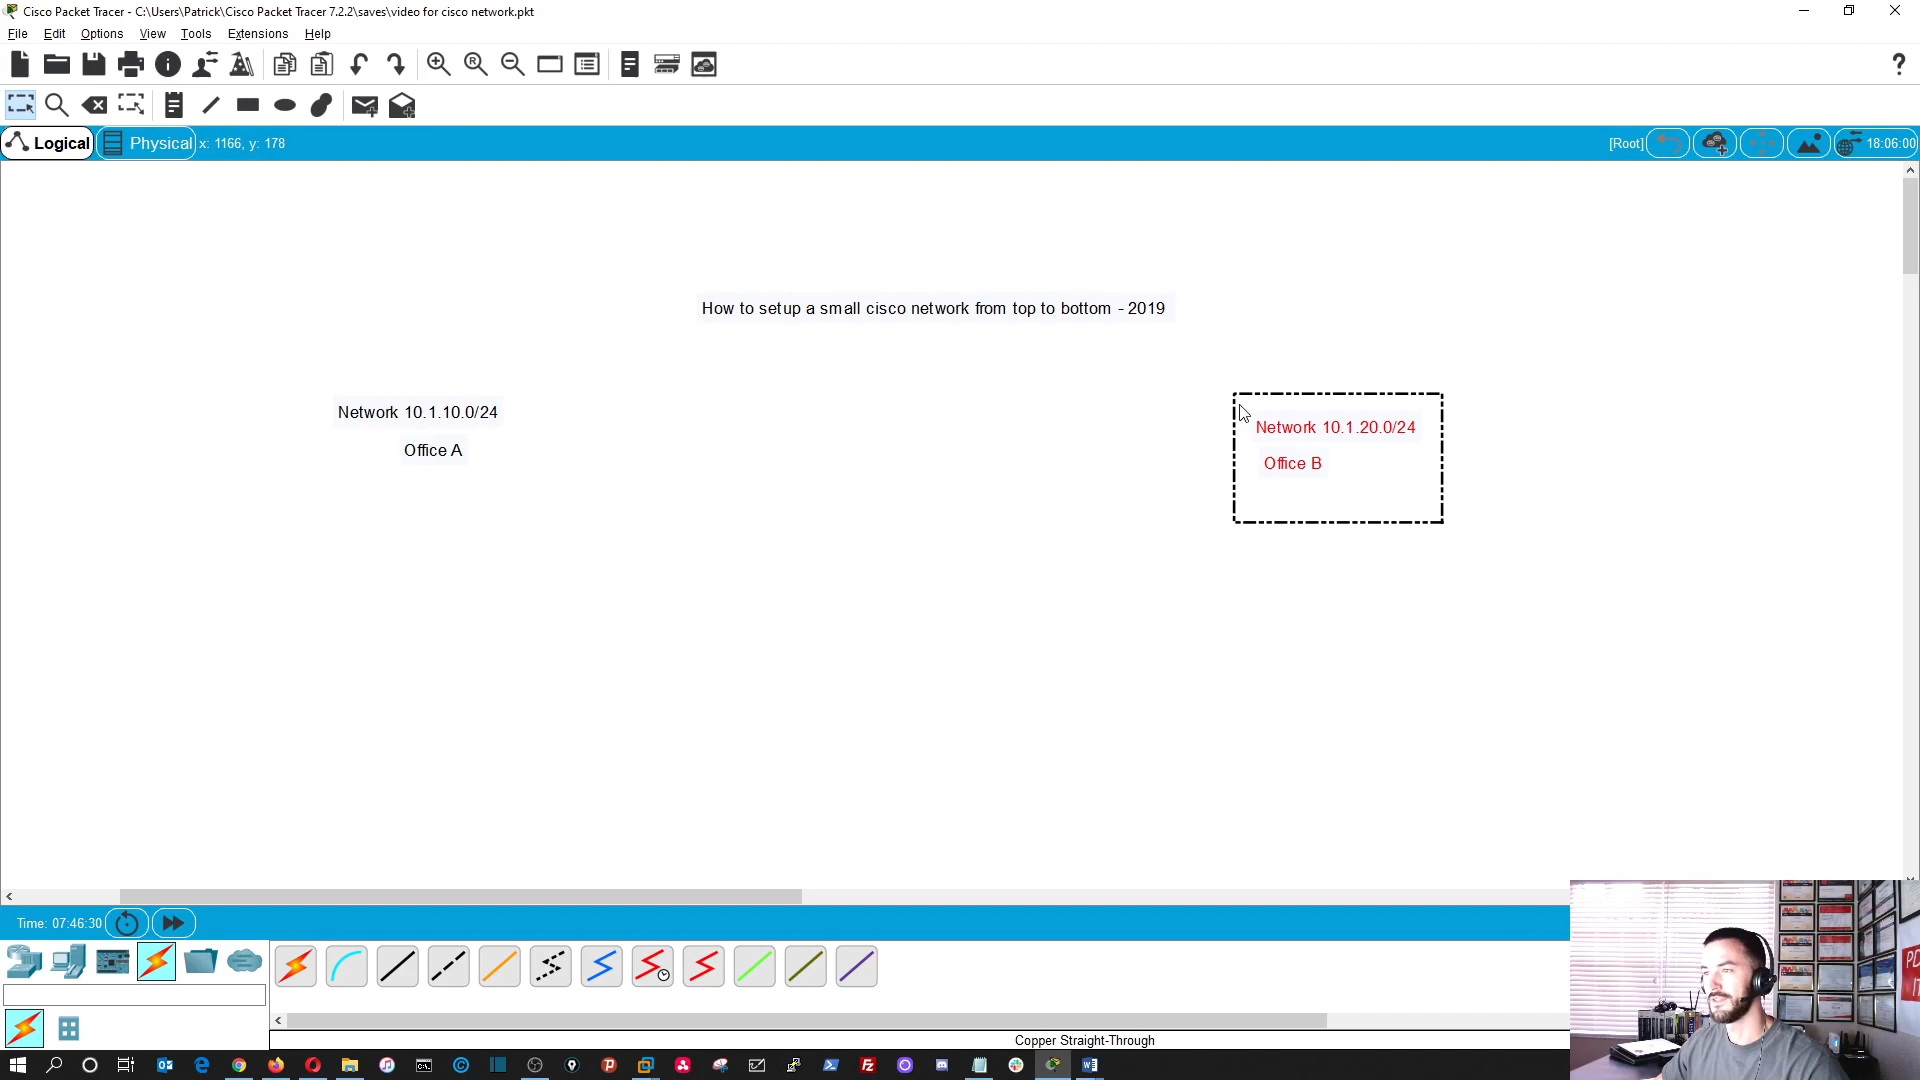 Cisco Packet Tracer - C:\Users\Patrick\Cisco Packet Tracer 7.2.2\saves\video for cisco network.pkt
File Edit Options View Tools Extensions Help
Logical Physical x: 1166, y: 178 [Root] 18:06:00
How to setup a small cisco network from top to bottom - 2019
Network 10.1.10.0/24
Office A
Network 10.1.20.0/24
Office B
Time: 07:46:30
Copper Straight-Through